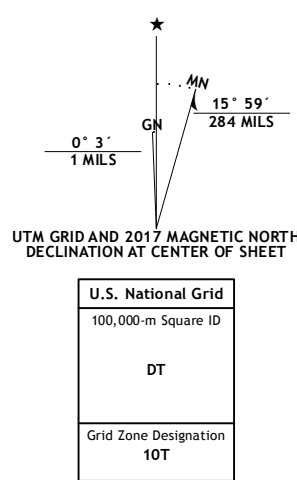 ★
MN
GN
15° 59´
284 MILS
0° 3´
1 MILS
UTM GRID AND 2017 MAGNETIC NORTH
DECLINATION AT CENTER OF SHEET
U.S. National Grid
100,000-m Square ID
DT
Grid Zone Designation
10T